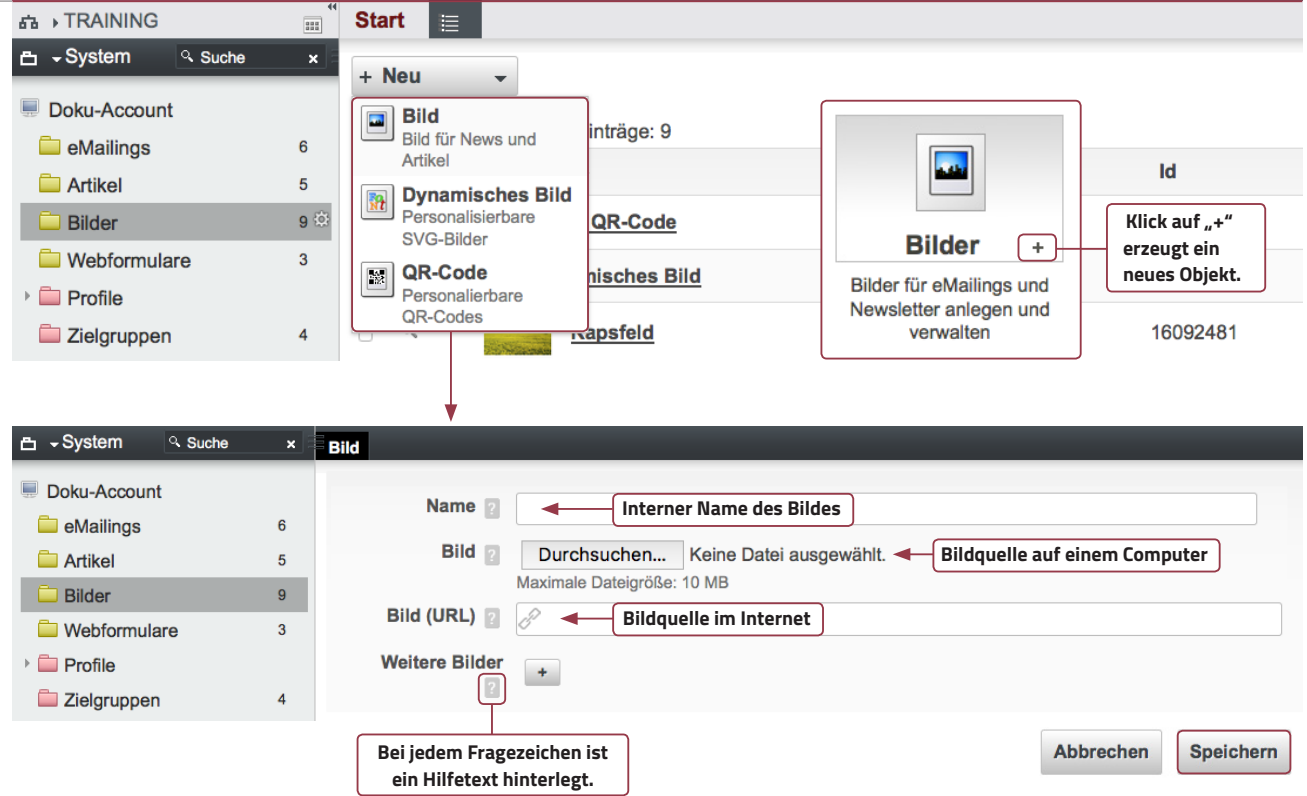 TRAINING
Start
System
Suche
x
+ Neu
Doku-Account
eMailings 6
Artikel 5
Bilder 9
Webformulare 3
Profile
Zielgruppen 4
Bild
Bild für News und
Artikel
Dynamisches Bild
Personalisierbare
SVG-Bilder
QR-Code
Personalierbare
QR-Codes
inträge: 9
Id
QR-Code
misches Bild
Rapsfeld
16092481
Bilder +
Bilder für eMailings und
Newsletter anlegen und
verwalten
Klick auf „+“
erzeugt ein
neues Objekt.
System
Suche
x
Bild
Doku-Account
eMailings 6
Artikel 5
Bilder 9
Webformulare 3
Profile
Zielgruppen 4
Name ?
Interner Name des Bildes
Bild ?
Durchsuchen... Keine Datei ausgewählt.
Bildquelle auf einem Computer
Maximale Dateigröße: 10 MB
Bild (URL) ?
Bildquelle im Internet
Weitere Bilder
?
+
Bei jedem Fragezeichen ist
ein Hilfetext hinterlegt.
Abbrechen
Speichern